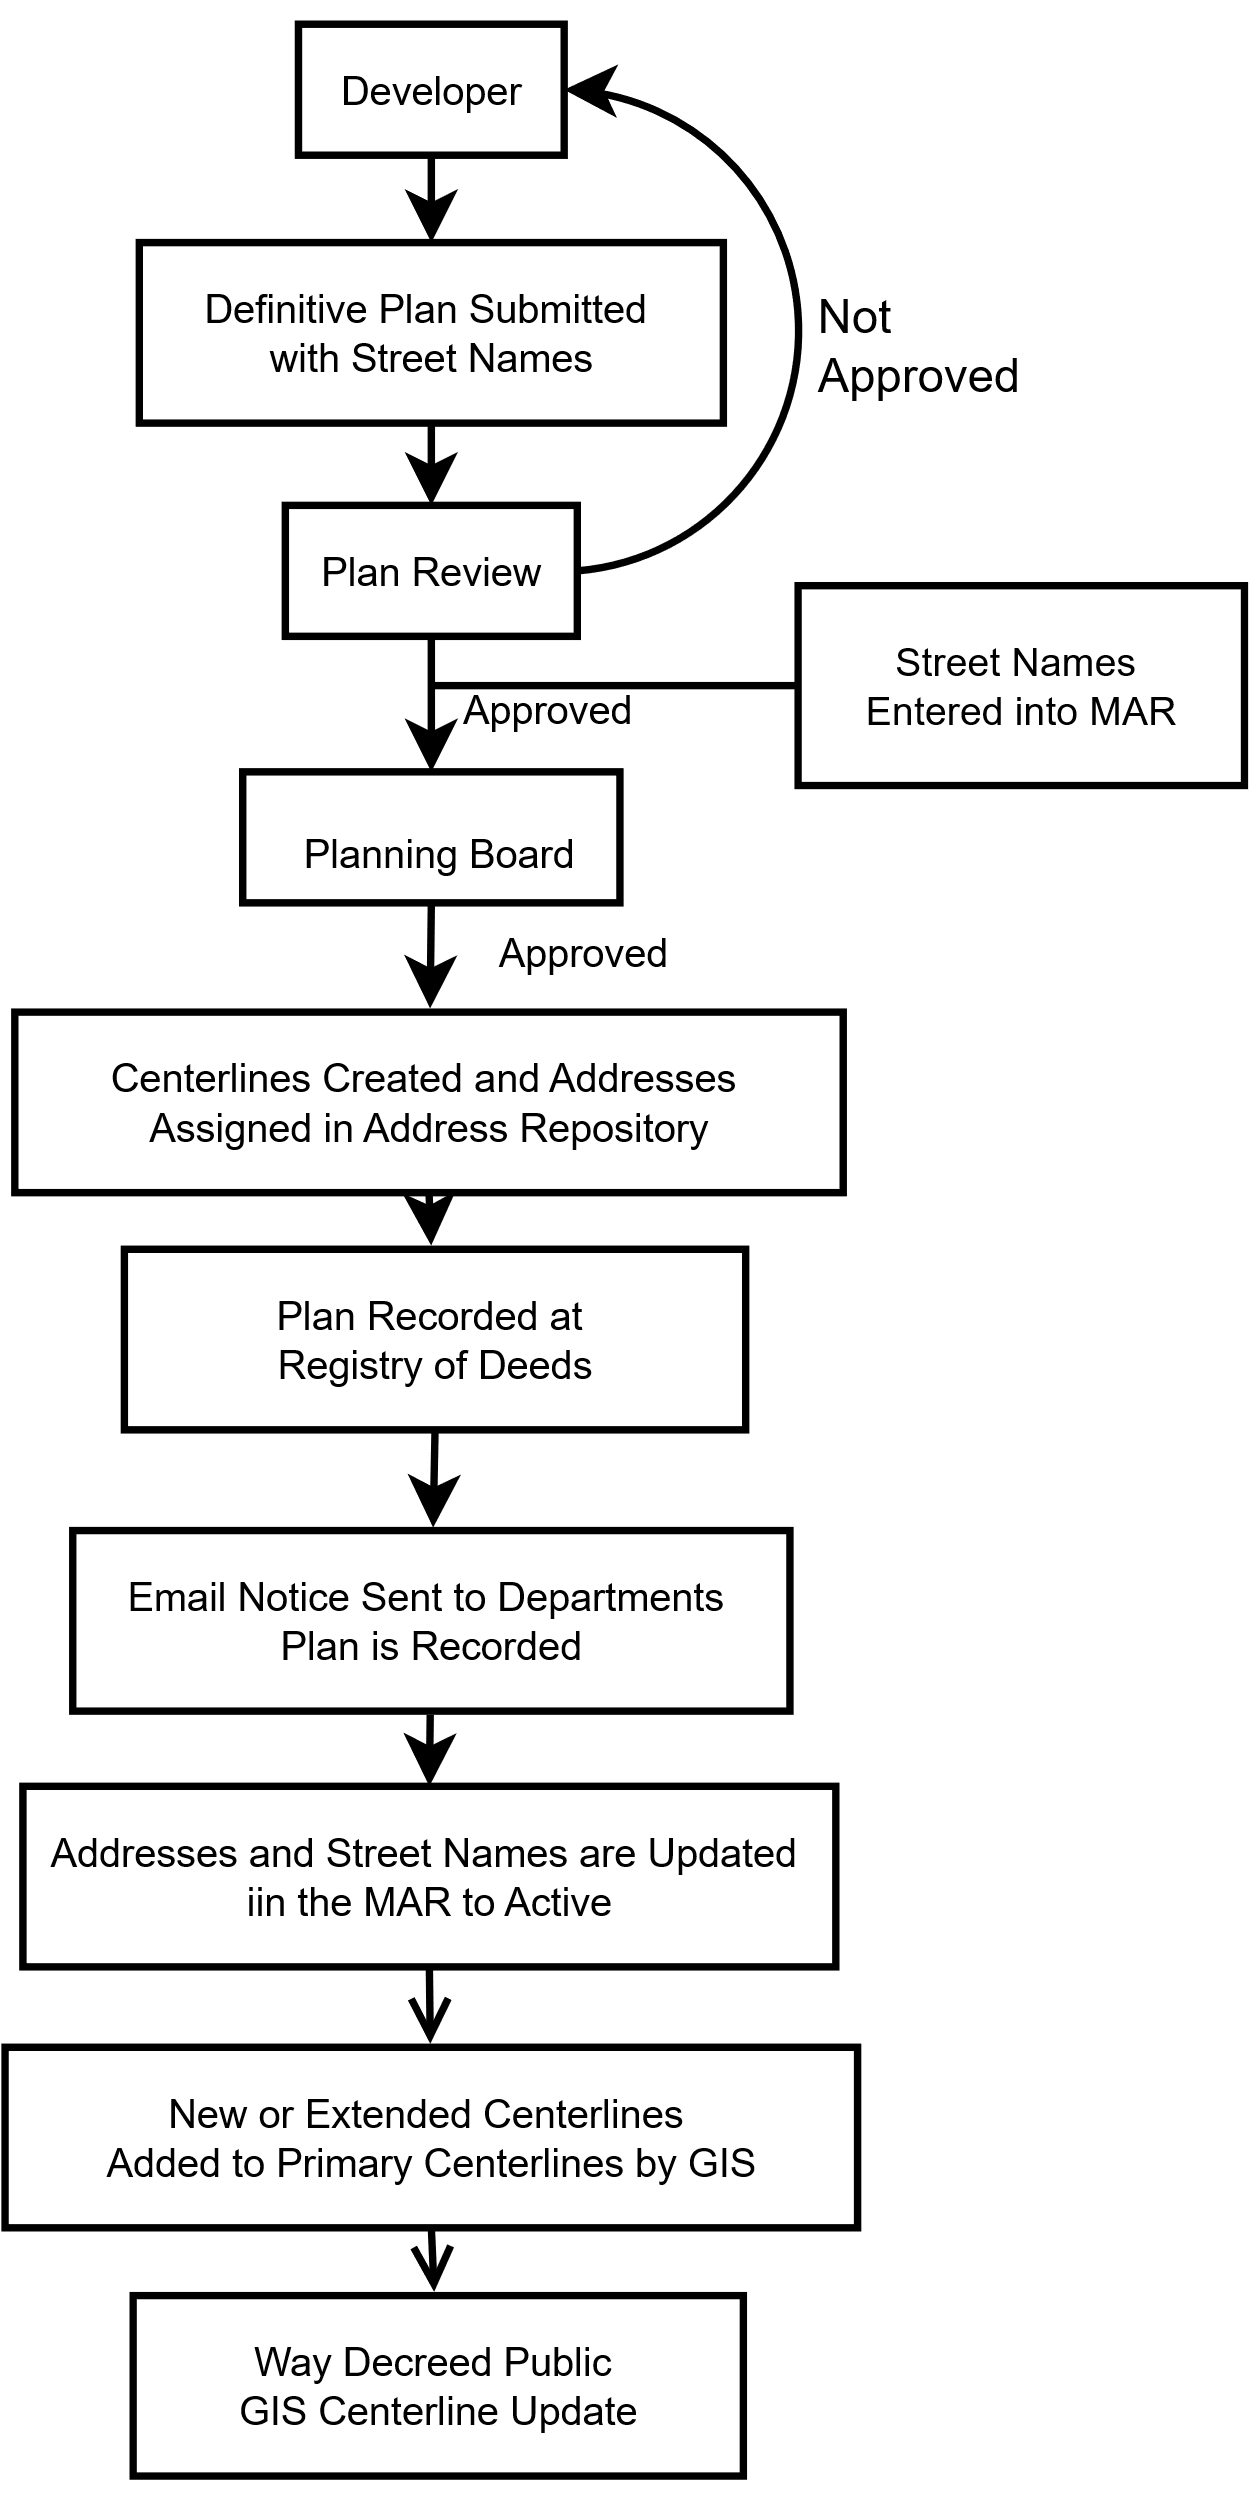 Developer
Definitive Plan Submitted
with Street Names
Not
Approved
Plan Review
Street Names
Entered into MAR
Approved
Planning Board
Approved
Centerlines Created and Addresses
Assigned in Address Repository
Plan Recorded at
Registry of Deeds
Email Notice Sent to Departments
Plan is Recorded
Addresses and Street Names are Updated
iin the MAR to Active
New or Extended Centerlines
Added to Primary Centerlines by GIS
Way Decreed Public
GIS Centerline Update